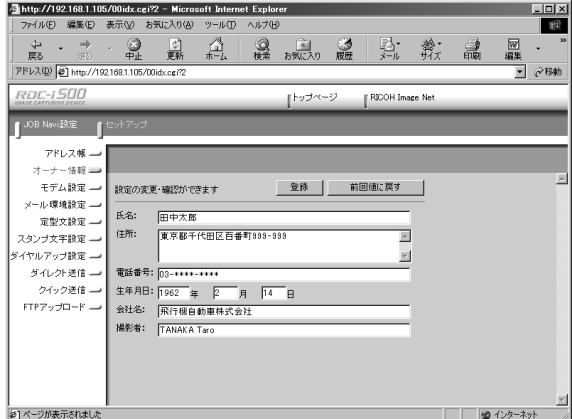 http://192.168.1.105/00idx.cgi?2 - Microsoft Internet Explorer
ファイル(F) 編集(E) 表示(V) お気に入り(A) ツール(T) ヘルプ(H)
戻る 進む 中止 更新 ホーム 検索 お気に入り 履歴 メール サイズ 印刷 編集 »
アドレス(D) http://192.168.1.105/00idx.cgi?2 移動
RDC-i500
IMAGE CAPTURING DEVICE
トップページ RICOH Image Net
JOB Navi設定 セットアップ
アドレス帳
オーナー情報
モデム設定
メール環境設定
定型文設定
スタンプ文字設定
ダイヤルアップ設定
ダイレクト送信
クイック送信
FTPアップロード
設定の変更・確認ができます 登録 前回値に戻す
氏名: 田中太郎
住所: 東京都千代田区百番町999-999
電話番号: 03-****-****
生年月日: 1962 年 2 月 14 日
会社名: 飛行機自動車株式会社
撮影者: TANAKA Taro
ページが表示されました インターネット